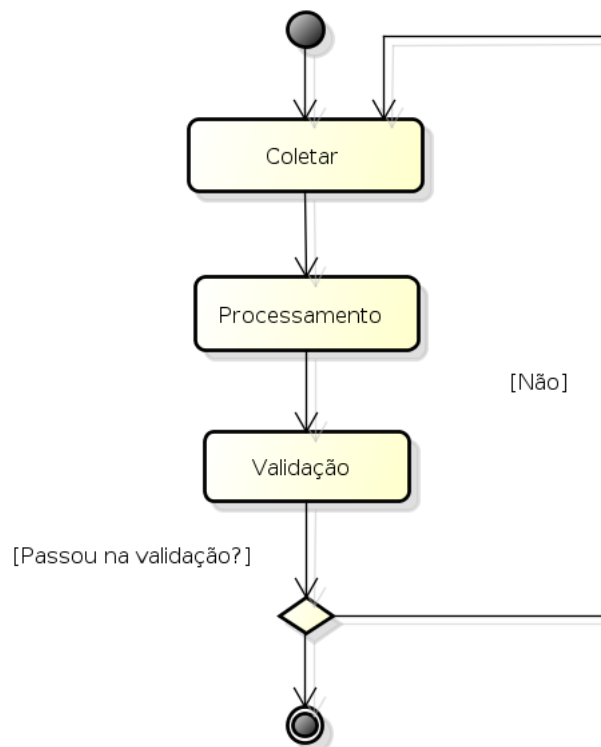 Coletar
Processamento
[Não]
Validação
[Passou na validação?]